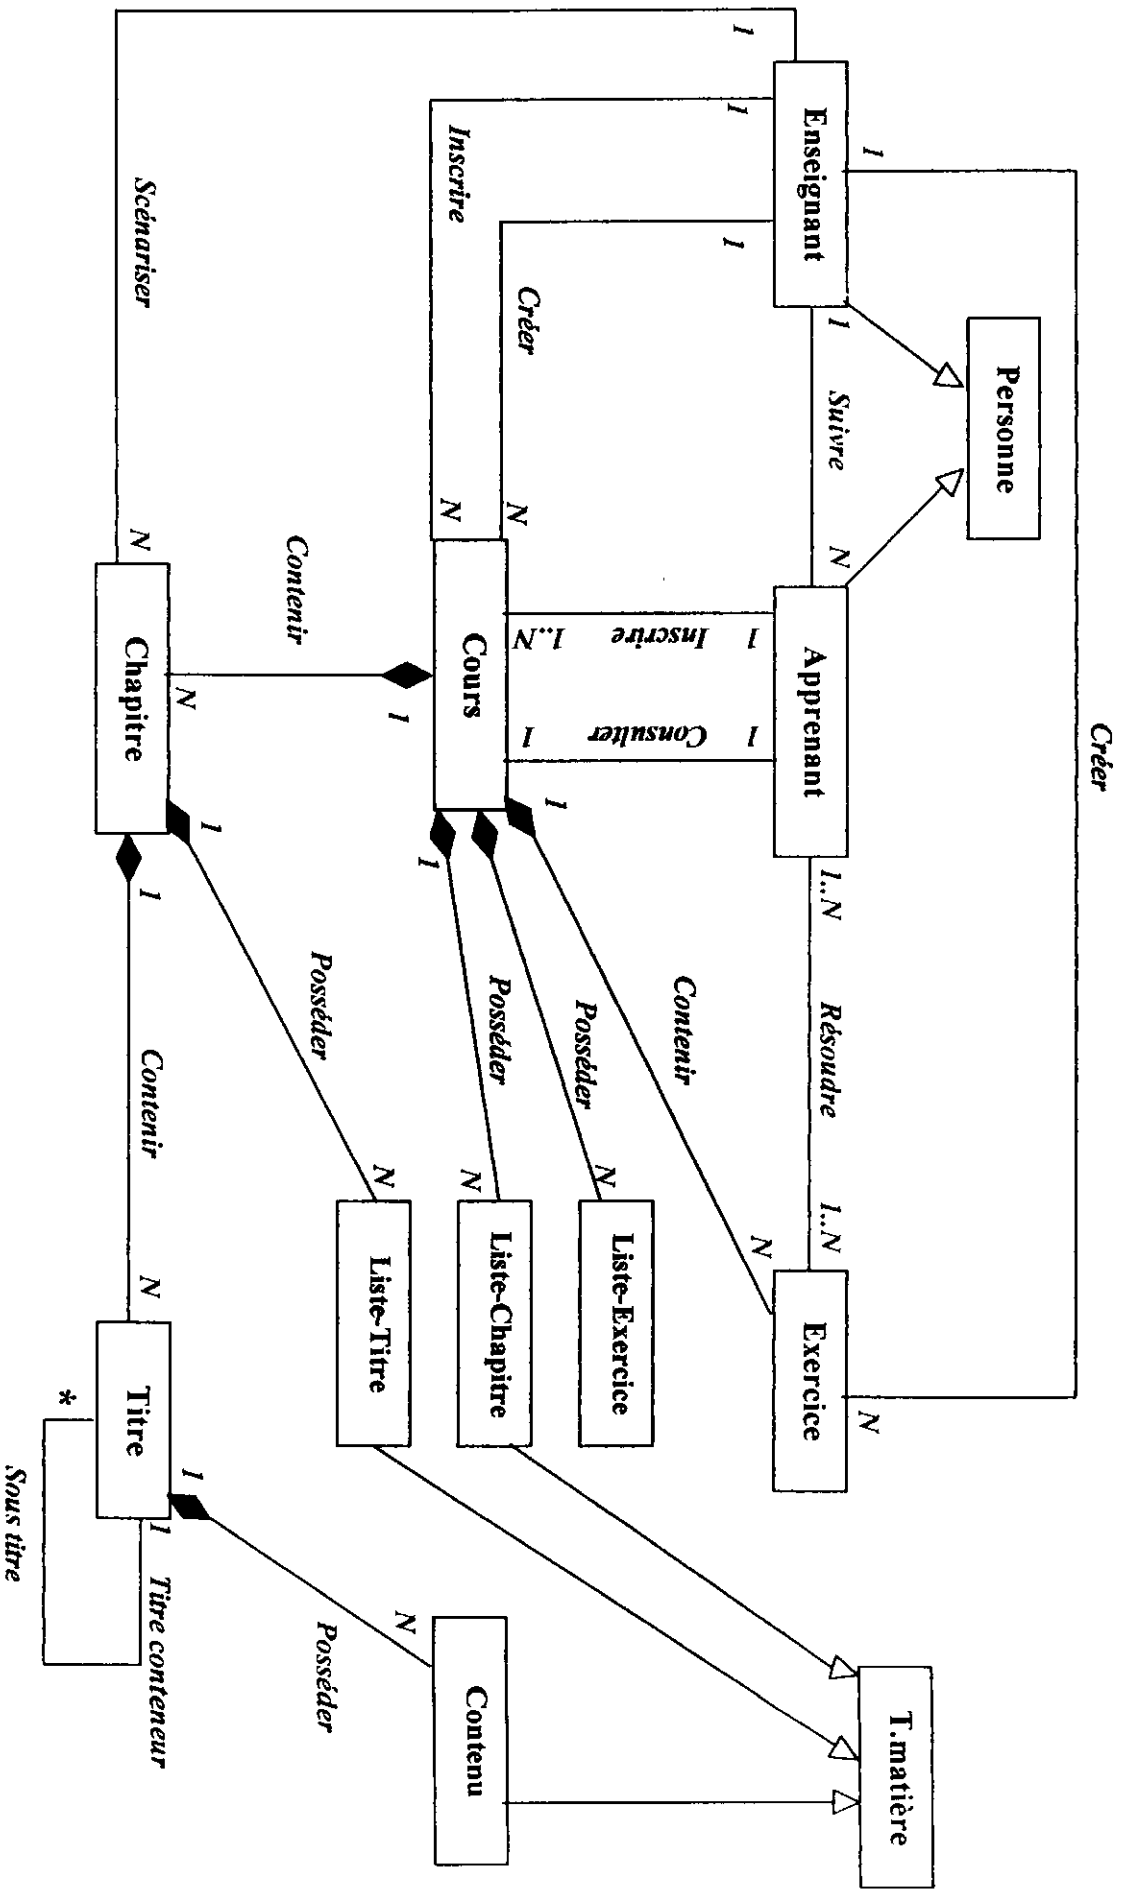 Créer
Personne
T.matière
1
N
1
Suivre
N
1..N
Résoudre
1..N
Enseignant
Apprenant
Exercice
1
1
1
1
1
N
Inscrire
Consulter
Contenir
Liste-Exercice
N
1..N
1
1
Créer
N
Posséder
Inscrire
N
Cours
Posséder
Liste-Chapitre
N
1
1
Contenir
N
Liste-Titre
N
Contenu
Posséder
N
Posséder
1
1
Scénariser
N
Chapitre
1
Contenir
N
Titre
1
Titre conteneur
*
Sous titre